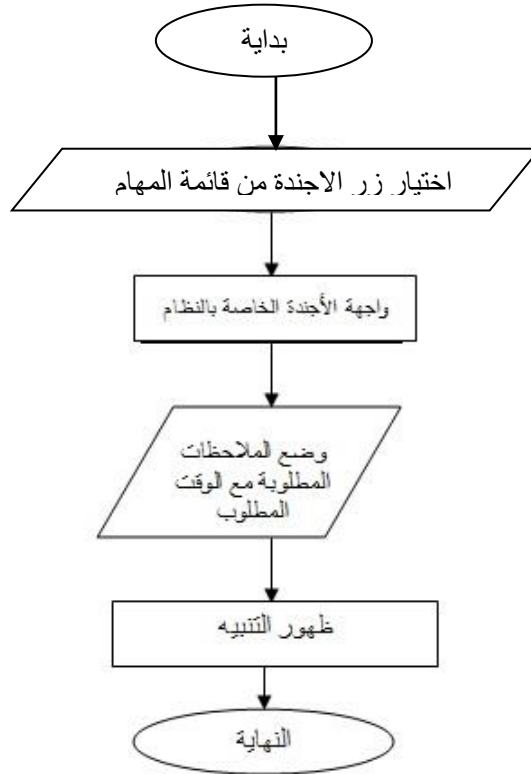 بداية
اختيار زر الاجندة من قائمة المهام
واجهة الأجندة الخاصة بالنظام
وضع الملاحظات
المطلوبة مع الوقت
المطلوب
ظهور التنبيه
النهاية